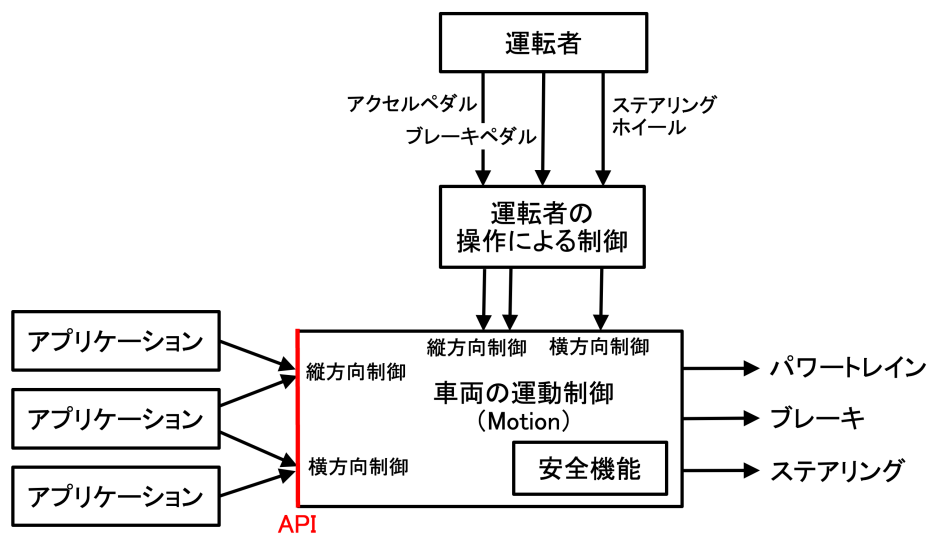 運転者
アクセルペダル
ブレーキペダル
ステアリング
ホイール
運転者の
操作による制御
アプリケーション
アプリケーション
アプリケーション
縦方向制御
横方向制御
縦方向制御
横方向制御
車両の運動制御
(Motion)
安全機能
API
パワートレイン
ブレーキ
ステアリング